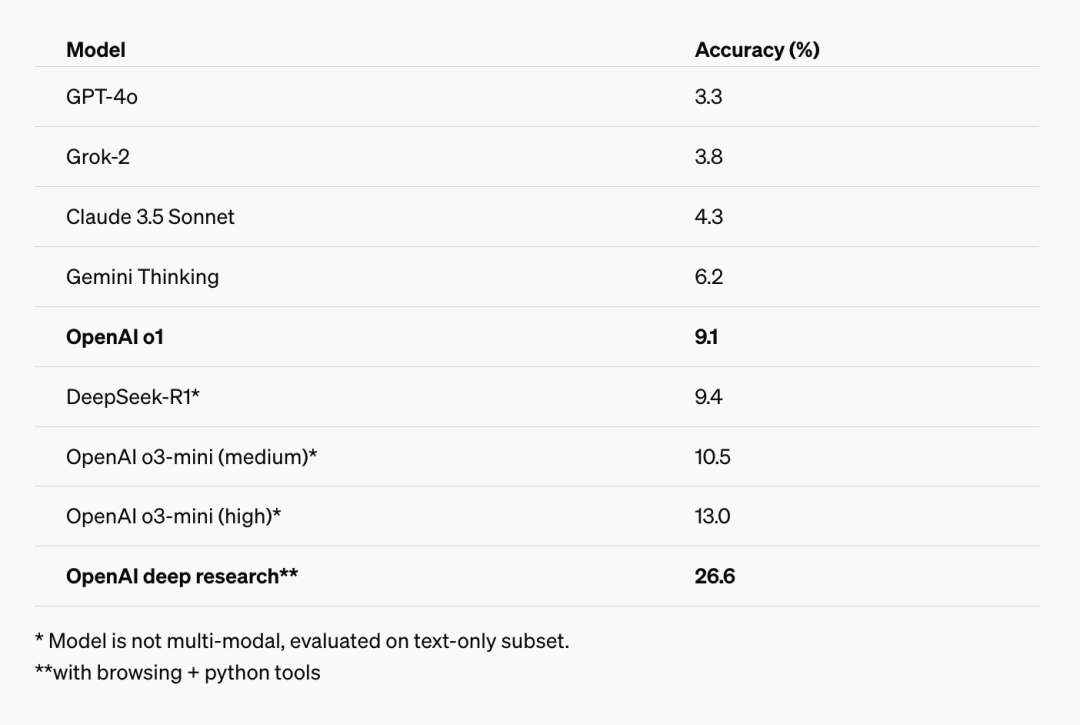 Model Accuracy (%)
GPT-4o 3.3
Grok-2 3.8
Claude 3.5 Sonnet 4.3
Gemini Thinking 6.2
OpenAI o1 9.1
DeepSeek-R1* 9.4
OpenAI o3-mini (medium)* 10.5
OpenAI o3-mini (high)* 13.0
OpenAI deep research** 26.6
* Model is not multi-modal, evaluated on text-only subset.
**with browsing + python tools